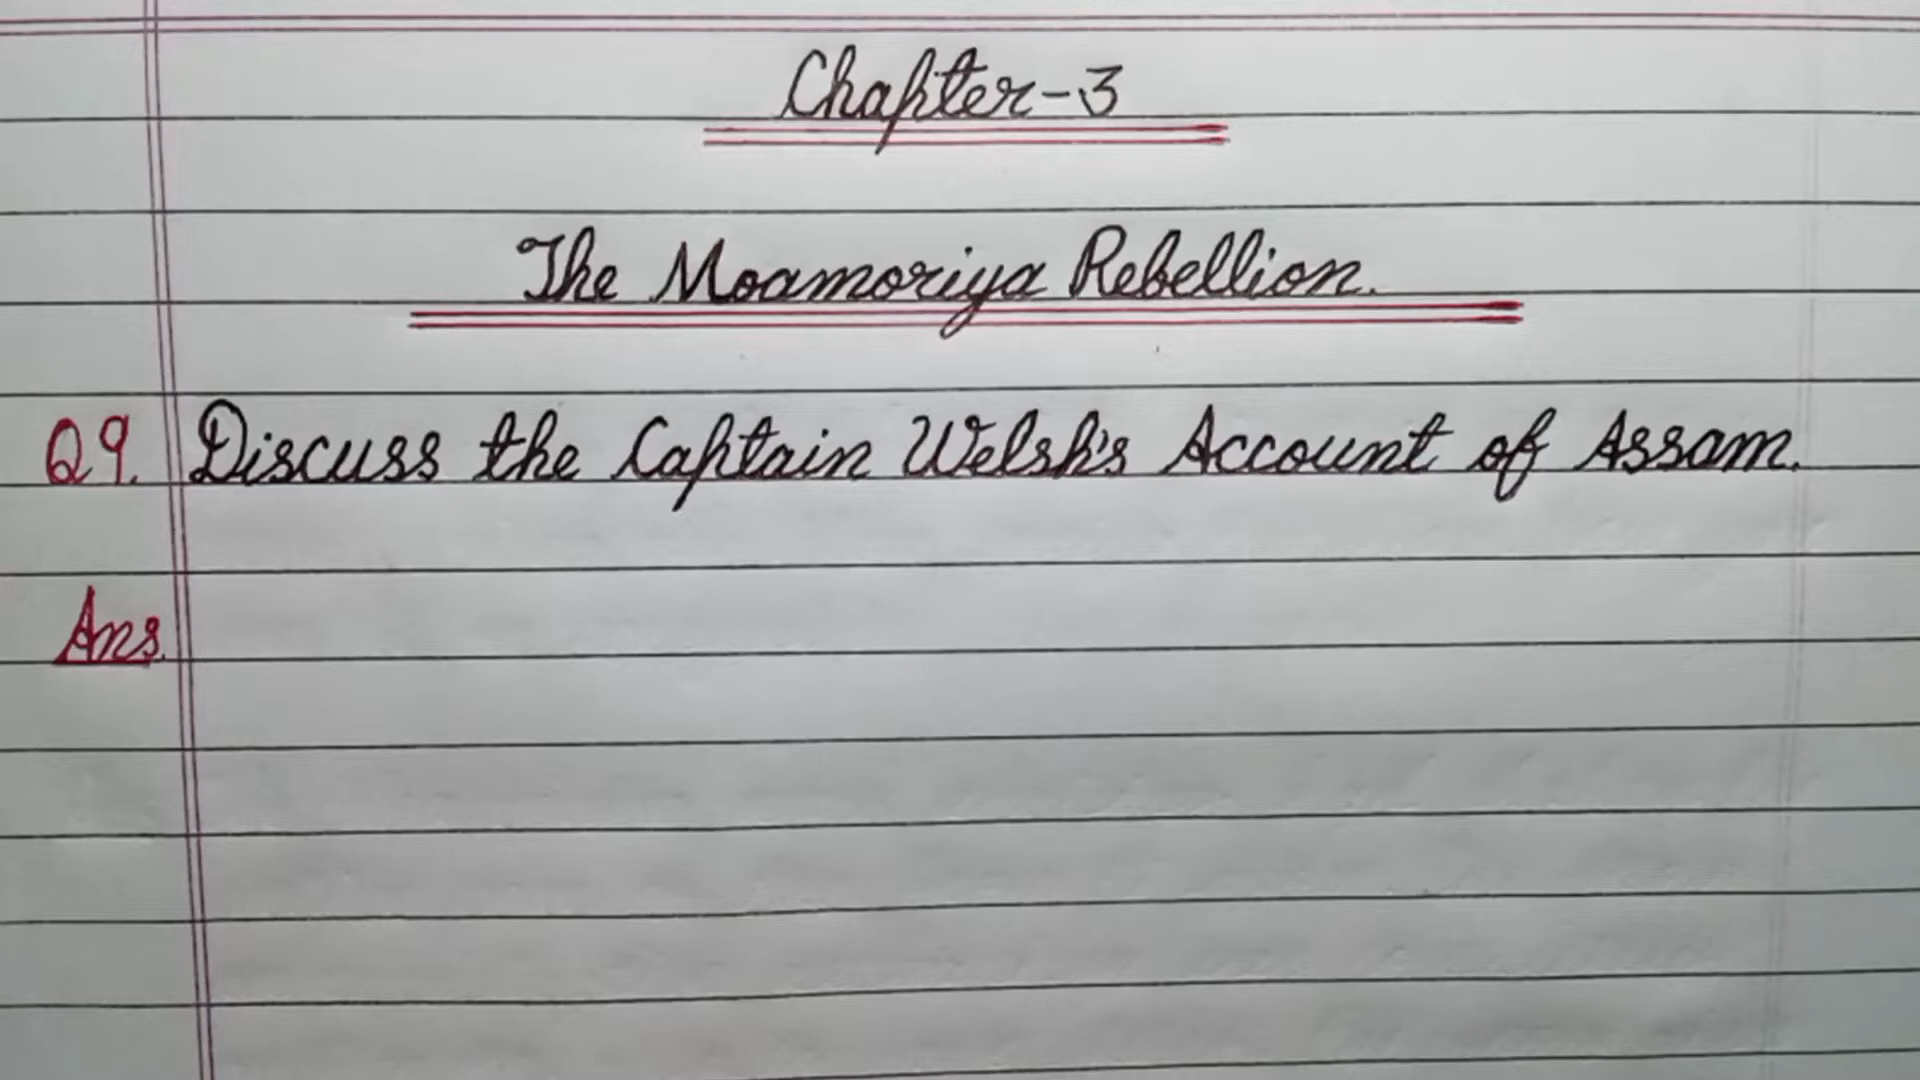 Chapter-3
The Moamoriya Rebellion.
Q9. Discuss the Captain Welsh's Account of Assam.
Ans.